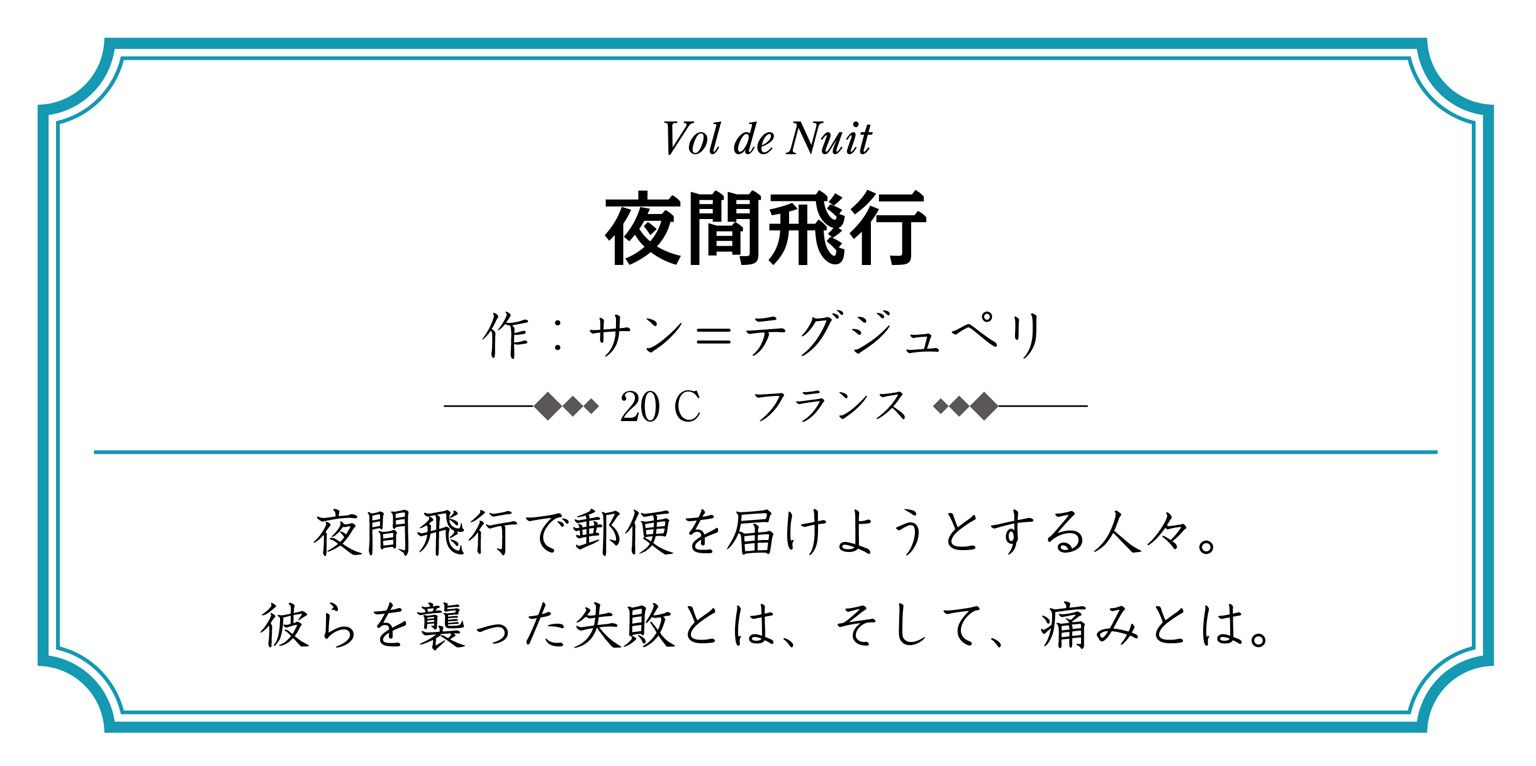 Vol de Nuit
夜間飛行
作：サン＝テグジュペリ
20 C　フランス
夜間飛行で郵便を届けようとする人々。
彼らを襲った失敗とは、そして、痛みとは。